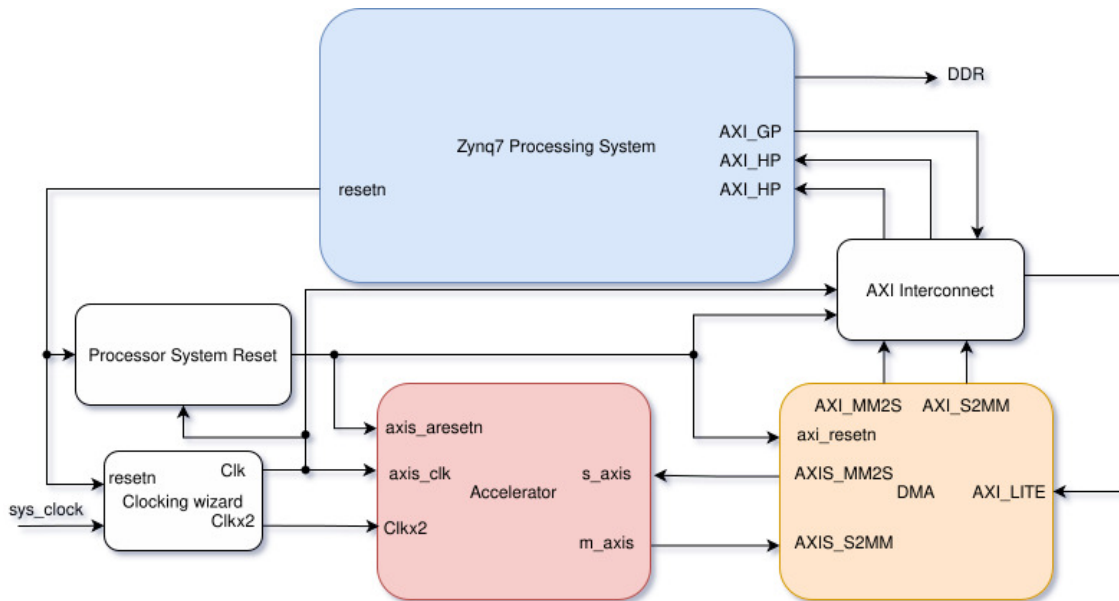 DDR
AXI_GP
Zynq7 Processing System
AXI_HP
resetn
AXI_HP
AXI Interconnect
Processor System Reset
AXI_MM2S
AXI_S2MM
axis_aresetn
axi_resetn
resetn
Clk
axis_clk
s_axis
AXIS_MM2S
Accelerator
DMA
AXI_LITE
Clocking wizard
sys_clock
Clkx2
Clkx2
m_axis
AXIS_S2MM